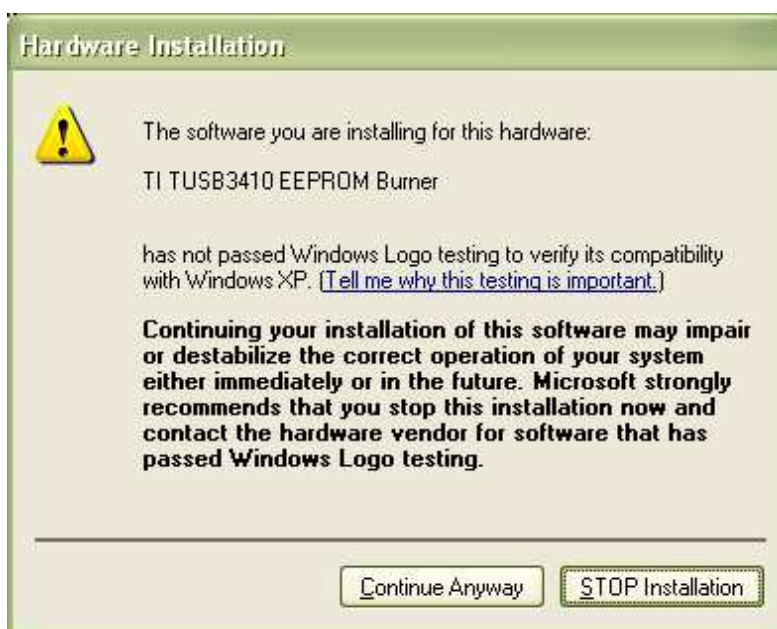 Hardware Installation
The software you are installing for this hardware:
TI TUSB3410 EEPROM Burner
has not passed Windows Logo testing to verify its compatibility
with Windows XP. (Tell me why this testing is important.)
Continuing your installation of this software may impair
or destabilize the correct operation of your system
either immediately or in the future. Microsoft strongly
recommends that you stop this installation now and
contact the hardware vendor for software that has
passed Windows Logo testing.
Continue Anyway
STOP Installation